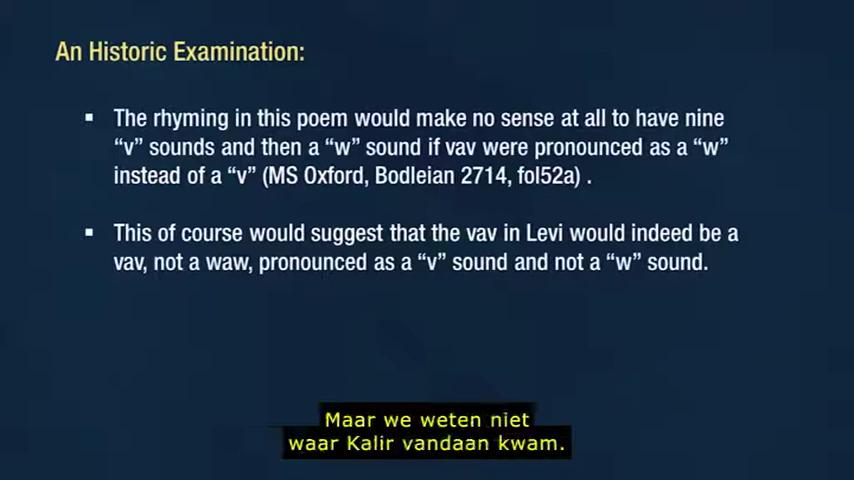 An Historic Examination:
▪ The rhyming in this poem would make no sense at all to have nine
“v” sounds and then a “w” sound if vav were pronounced as a “w”
instead of a “v” (MS Oxford, Bodleian 2714, fol52a) .
▪ This of course would suggest that the vav in Levi would indeed be a
vav, not a waw, pronounced as a “v” sound and not a “w” sound.
Maar we weten niet
waar Kalir vandaan kwam.